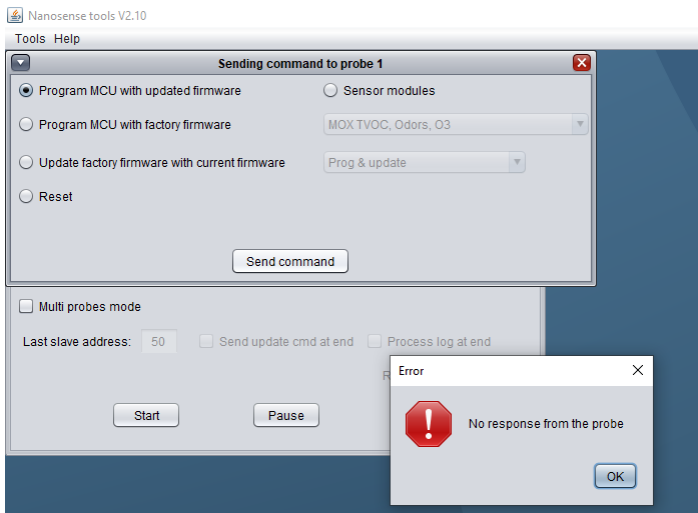 Nanosense tools V2.10
Tools Help
Sending command to probe 1
Program MCU with updated firmware
Sensor modules
Program MCU with factory firmware
MOX TVOC, Odors, O3
Update factory firmware with current firmware
Prog & update
Reset
Send command
Multi probes mode
Last slave address: 50 Send update cmd at end Process log at end
Start Pause
Error
No response from the probe
OK